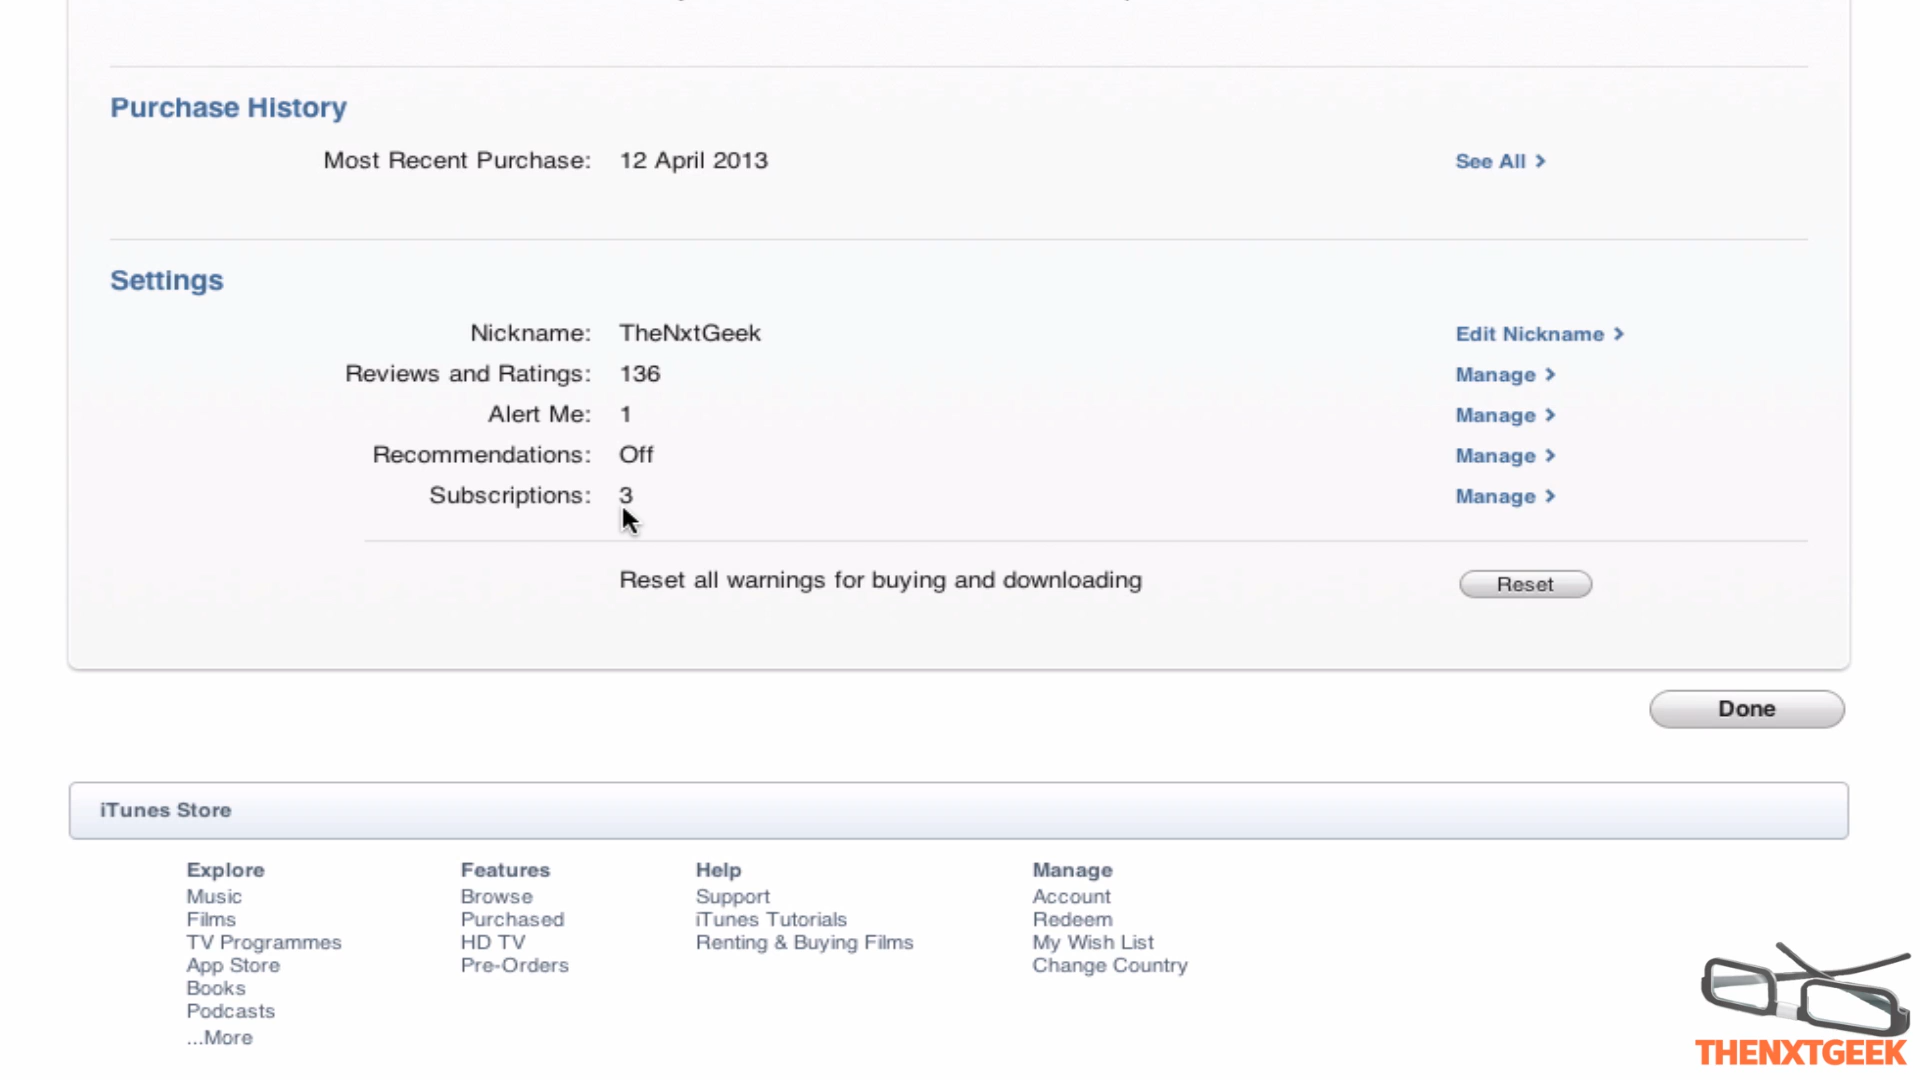 Purchase History
Most Recent Purchase: 12 April 2013 See All >
Settings
Nickname: TheNxtGeek Edit Nickname >
Reviews and Ratings: 136 Manage >
Alert Me: 1 Manage >
Recommendations: Off Manage >
Subscriptions: 3 Manage >
Reset all warnings for buying and downloading Reset
Done
iTunes Store
Explore Features Help Manage
Music Browse Support Account
Films Purchased iTunes Tutorials Redeem
TV Programmes HD TV Renting & Buying Films My Wish List
App Store Pre-Orders Change Country
Books
Podcasts
...More
THENXTGEEK